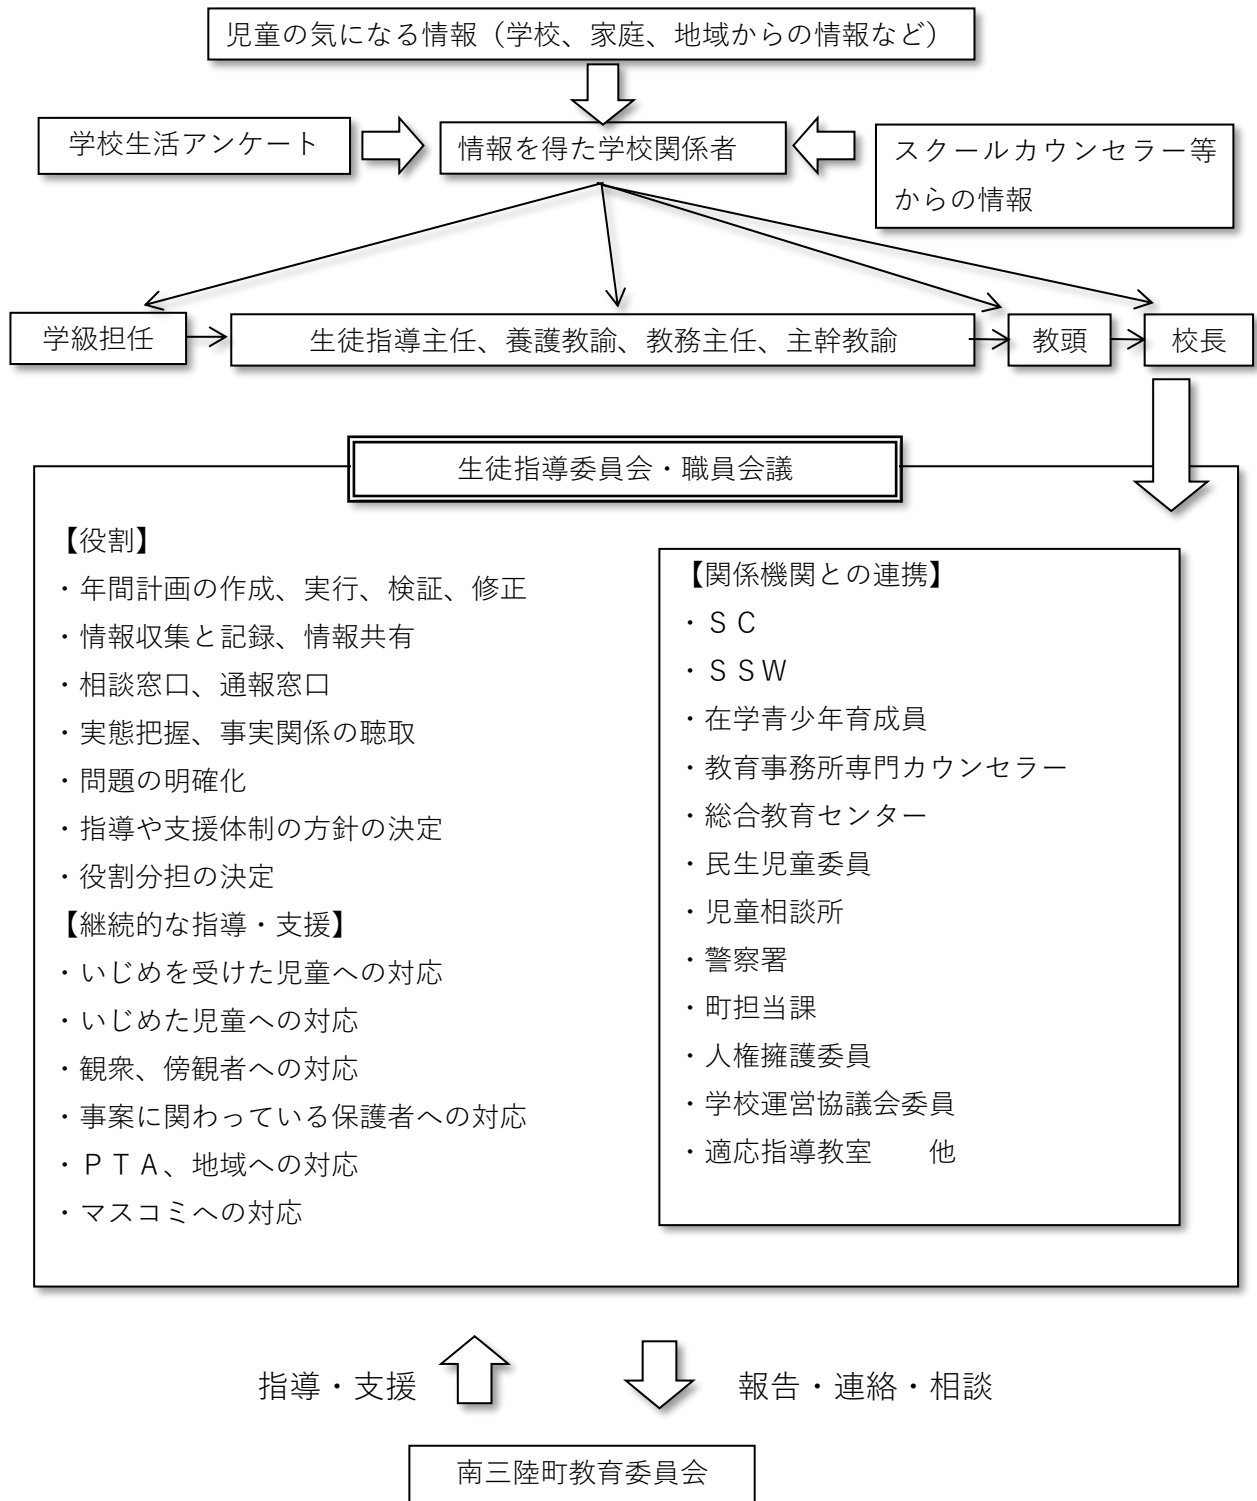 児童の気になる情報（学校、家庭、地域からの情報など）
学校生活アンケート
情報を得た学校関係者
スクールカウンセラー等
からの情報
学級担任
生徒指導主任、養護教諭、教務主任、主幹教諭
教頭
校長
生徒指導委員会・職員会議
【役割】
・年間計画の作成、実行、検証、修正
・情報収集と記録、情報共有
・相談窓口、通報窓口
・実態把握、事実関係の聴取
・問題の明確化
・指導や支援体制の方針の決定
・役割分担の決定
【継続的な指導・支援】
・いじめを受けた児童への対応
・いじめた児童への対応
・観衆、傍観者への対応
・事案に関わっている保護者への対応
・ＰＴＡ、地域への対応
・マスコミへの対応
【関係機関との連携】
・ＳＣ
・ＳＳＷ
・在学青少年育成員
・教育事務所専門カウンセラー
・総合教育センター
・民生児童委員
・児童相談所
・警察署
・町担当課
・人権擁護委員
・学校運営協議会委員
・適応指導教室　　他
指導・支援
報告・連絡・相談
南三陸町教育委員会